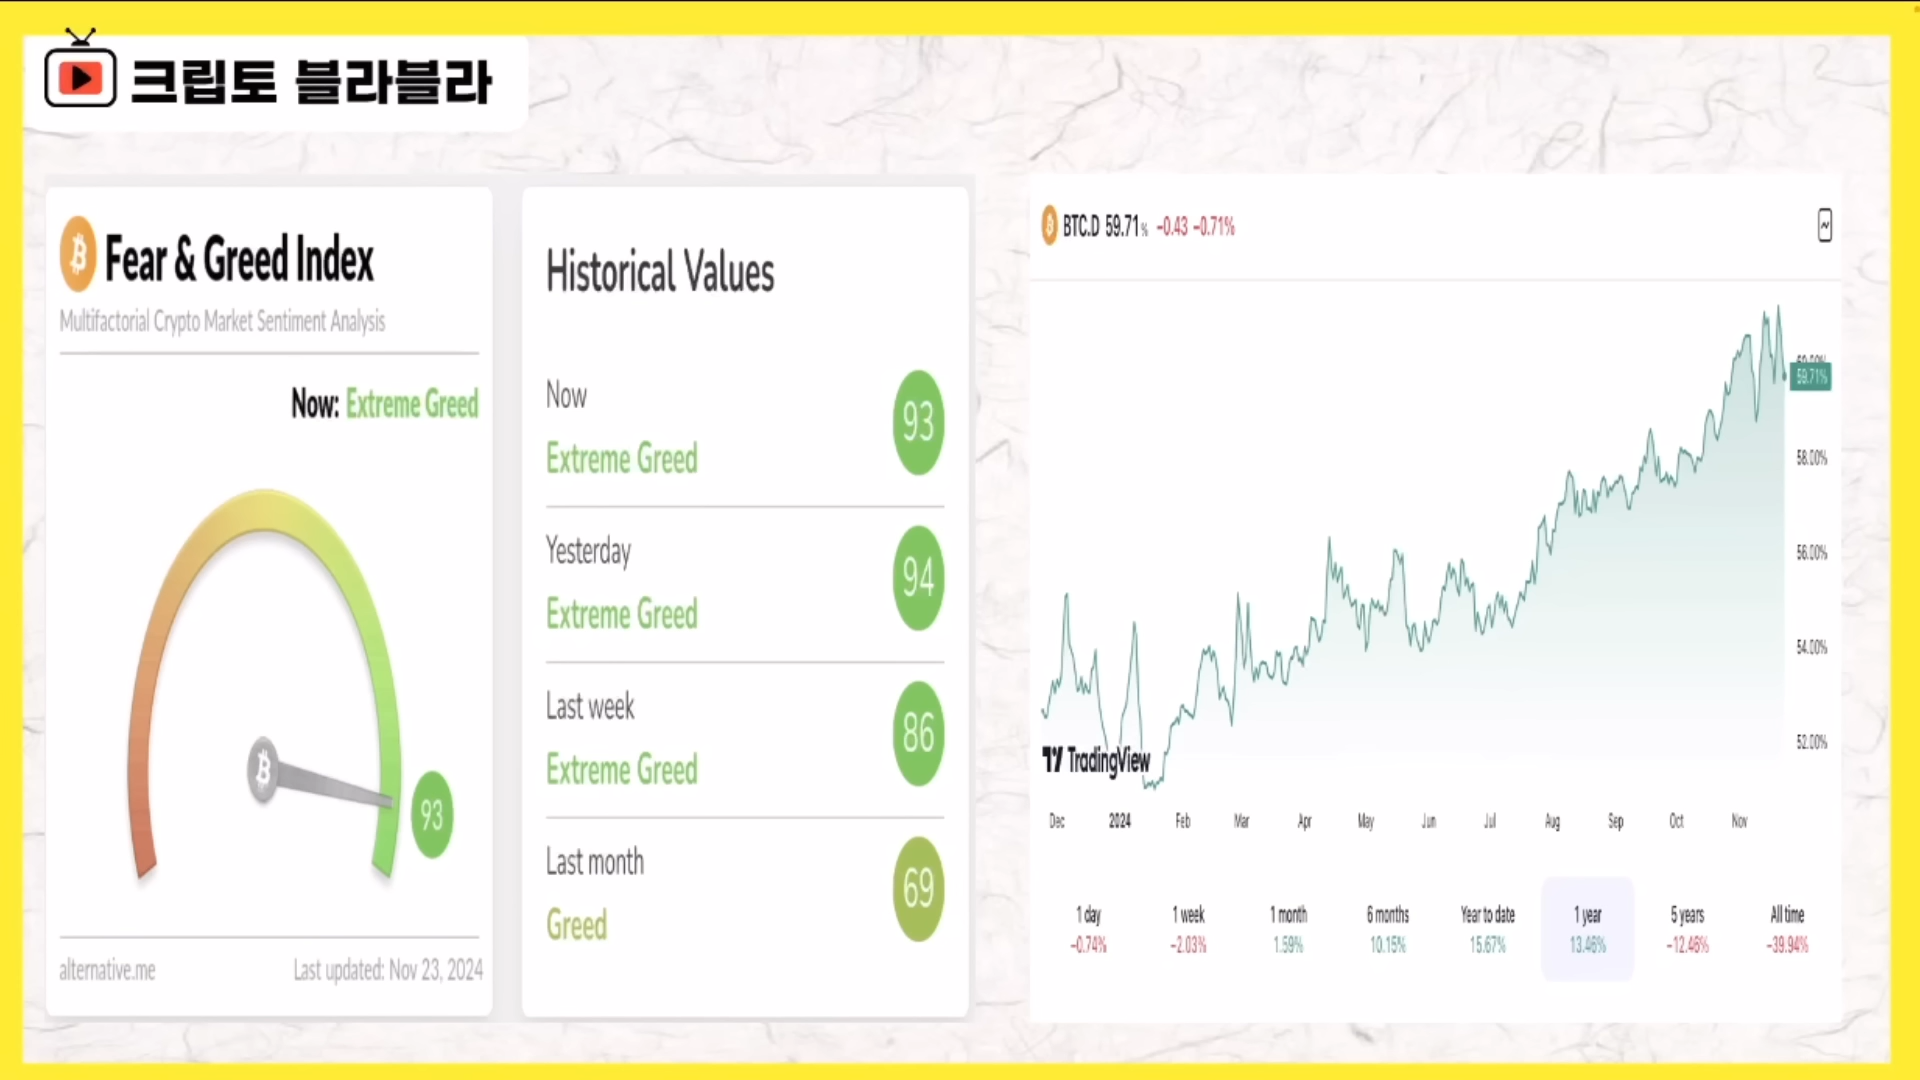 크립토 블라블라
Fear & Greed Index
Multifactorial Crypto Market Sentiment Analysis
Now: Extreme Greed
93
alternative.me
Last updated: Nov 23, 2024
Historical Values
Now
Extreme Greed
93
Yesterday
Extreme Greed
94
Last week
Extreme Greed
86
Last month
Greed
69
BTC.D 59.71% −0.43 −0.71%
60.00%
59.71%
58.00%
56.00%
54.00%
52.00%
TradingView
Dec 2024 Feb Mar Apr May Jun Jul Aug Sep Oct Nov
1 day 1 week 1 month 6 months Year to date 1 year 5 years All time
−0.74% −2.03% 1.59% 10.15% 15.67% 13.46% −12.46% −39.94%